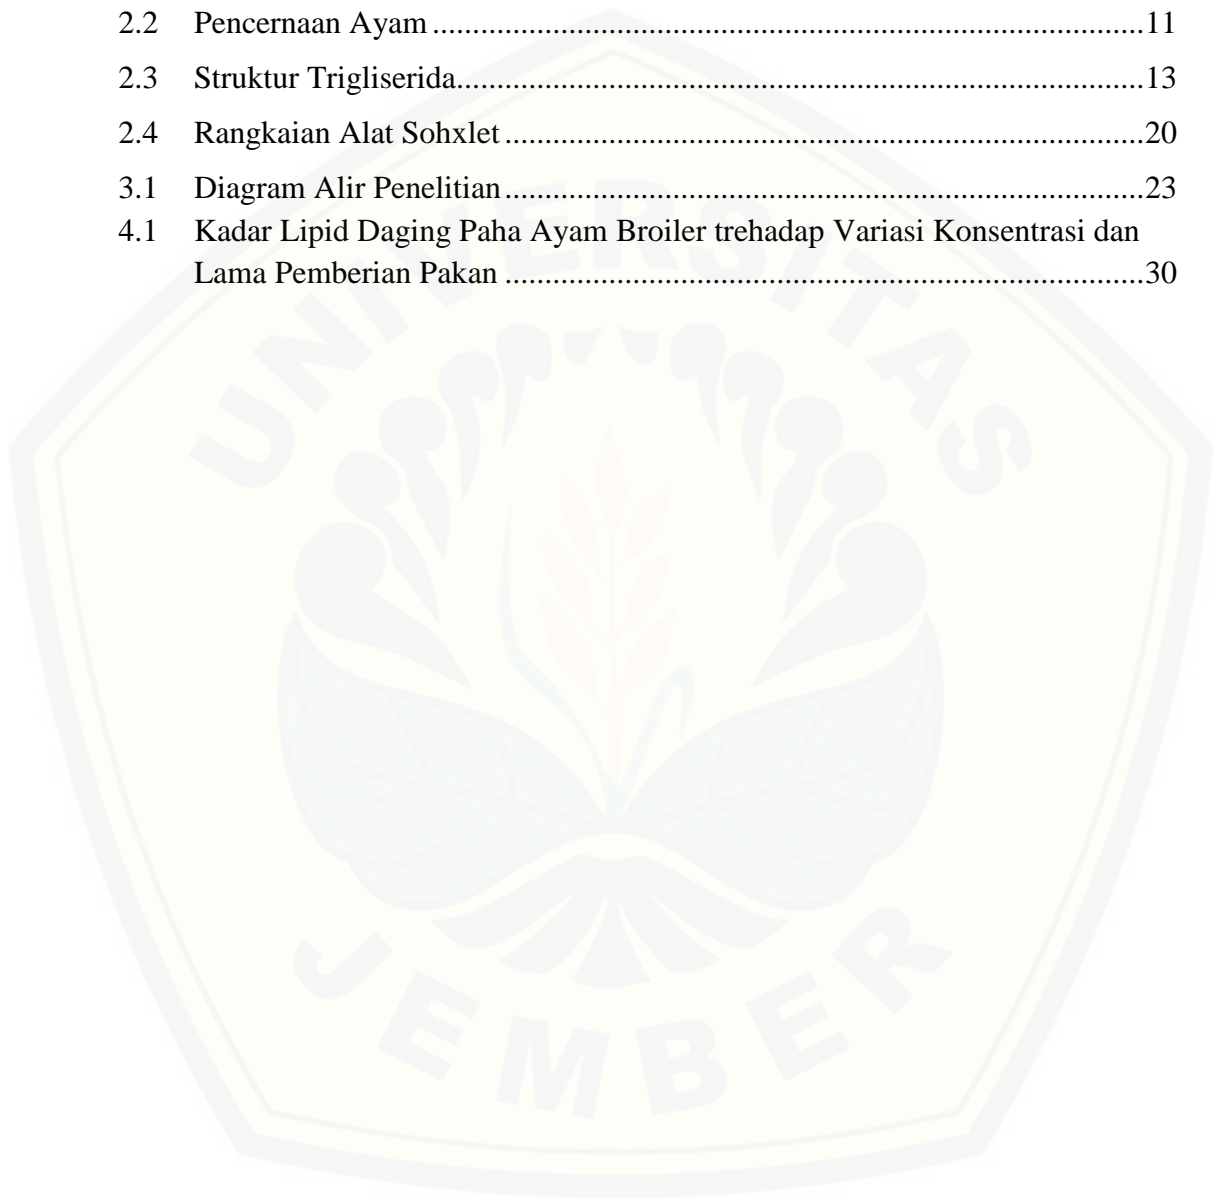 2.2 Pencernaan Ayam ........................................................................................11
2.3 Struktur Trigliserida.....................................................................................13
2.4 Rangkaian Alat Sohxlet ...............................................................................20
3.1 Diagram Alir Penelitian ...............................................................................23
4.1 Kadar Lipid Daging Paha Ayam Broiler trehadap Variasi Konsentrasi dan
Lama Pemberian Pakan ...............................................................................30
UNIVERSITAS
JEMBER